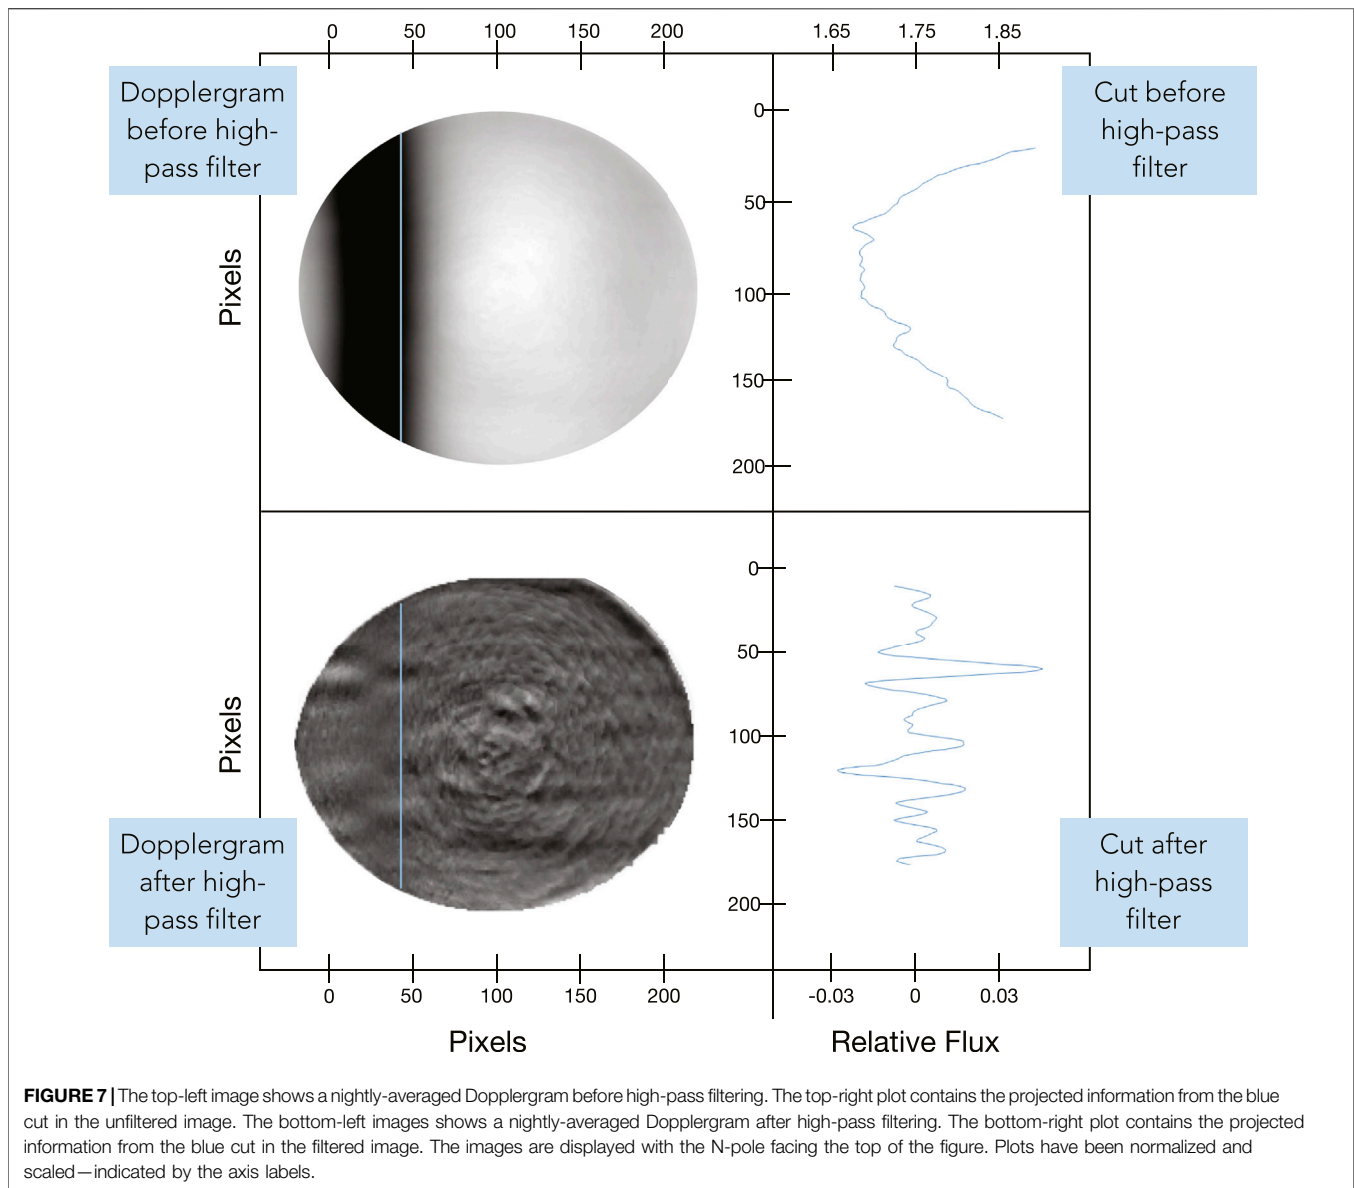 0 50 100 150 200 1.65 1.75 1.85
Dopplergram
before high-
pass filter
Cut before
high-pass
filter
Pixels
0
50
100
150
200
Pixels
0
50
100
150
200
Dopplergram
after high-
pass filter
Cut after
high-pass
filter
0 50 100 150 200 -0.03 0 0.03
Pixels Relative Flux
FIGURE 7 | The top-left image shows a nightly-averaged Dopplergram before high-pass filtering. The top-right plot contains the projected information from the blue
cut in the unfiltered image. The bottom-left images shows a nightly-averaged Dopplergram after high-pass filtering. The bottom-right plot contains the projected
information from the blue cut in the filtered image. The images are displayed with the N-pole facing the top of the figure. Plots have been normalized and
scaled—indicated by the axis labels.